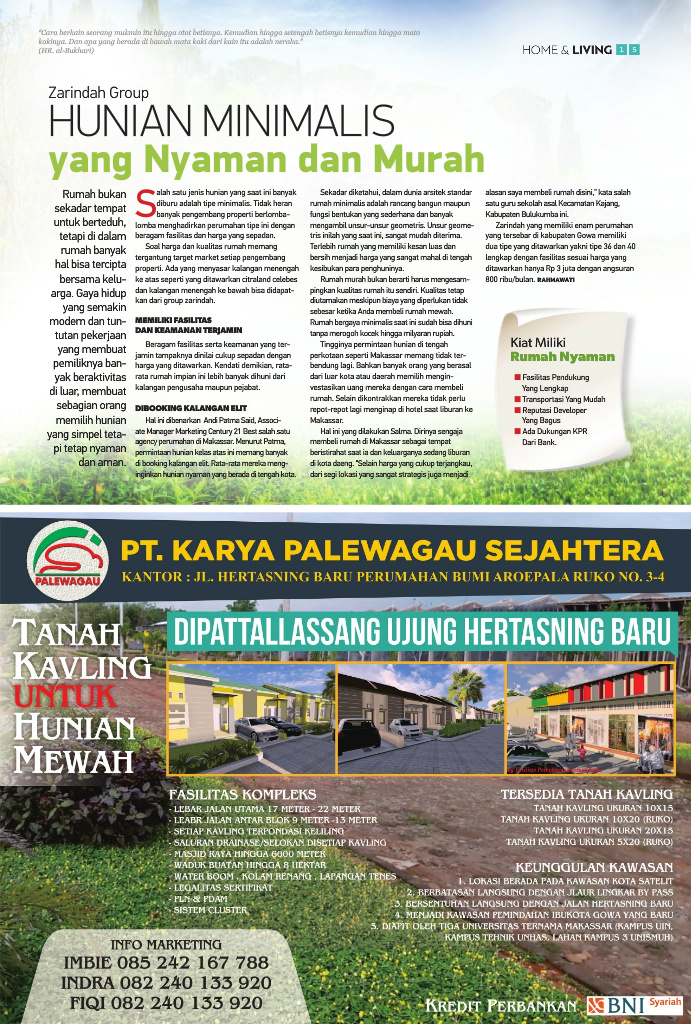 "Cara berkain seorang mukmin itu hingga otot betisnya. Kemudian hingga setengah betisnya kemudian hingga mata
kakinya. Dan apa yang berada di bawah mata kaki dari kain itu adalah neraka."
(HR. al-Bukhari)
HOME & LIVING 15
Zarindah Group
HUNIAN MINIMALIS
yang Nyaman dan Murah
Rumah bukan
sekadar tempat
untuk berteduh,
tetapi di dalam
rumah banyak
hal bisa tercipta
bersama kelu-
arga. Gaya hidup
yang semakin
modern dan tun-
tutan pekerjaan
yang membuat
pemiliknya ban-
yak beraktivitas
di luar, membuat
sebagian orang
memilih hunian
yang simpel teta-
pi tetap nyaman
dan aman.
Salah satu jenis hunian yang saat ini banyak
diburu adalah tipe minimalis. Tidak heran
banyak pengembang properti berlomba-
lomba menghadirkan perumahan tipe ini dengan
beragam fasilitas dan harga yang sepadan.
Soal harga dan kualitas rumah memang
tergantung target market setiap pengembang
properti. Ada yang menyasar kalangan menengah
ke atas seperti yang ditawarkan citraland celebes
dan kalangan menengah ke bawah bisa didapat-
kan dari group zarindah.
MEMILIKI FASILITAS
DAN KEAMANAN TERJAMIN
Beragam fasilitas serta keamanan yang ter-
jamin tampaknya dinilai cukup sepadan dengan
harga yang ditawarkan. Kendati demikian, rata-
rata rumah impian ini lebih banyak dihuni dari
kalangan pengusaha maupun pejabat.
DIBOOKING KALANGAN ELIT
Hal ini dibenarkan Andi Patma Said, Associ-
ate Manager Marketing Century 21 Best salah satu
agency perumahan di Makassar. Menurut Patma,
permintaan hunian kelas atas ini memang banyak
di booking kalangan elit. Rata-rata mereka meng-
inginkan hunian nyaman yang berada di tengah kota.
Sekadar diketahui, dalam dunia arsitek standar
rumah minimalis adalah rancang bangun maupun
fungsi bentukan yang sederhana dan banyak
mengambil unsur-unsur geometris. Unsur geome-
tris inilah yang saat ini, sangat mudah diterima.
Terlebih rumah yang memiliki kesan luas dan
bersih menjadi harga yang sangat mahal di tengah
kesibukan para penghuninya.
Rumah murah bukan berarti harus mengesam-
pingkan kualitas rumah itu sendiri. Kualitas tetap
diutamakan meskipun biaya yang diperlukan tidak
sebesar ketika Anda membeli rumah mewah.
Rumah bergaya minimalis saat ini sudah bisa dihuni
tanpa merogoh kocek hingga milyaran rupiah.
Tingginya permintaan hunian di tengah
perkotaan seperti Makassar memang tidak ter-
bendung lagi. Bahkan banyak orang yang berasal
dari luar kota atau daerah memilih mengin-
vestasikan uang mereka dengan cara membeli
rumah. Selain dikontrakkan mereka tidak perlu
repot-repot lagi menginap di hotel saat liburan ke
Makassar.
Hal ini yang dilakukan Salma. Dirinya sengaja
membeli rumah di Makassar sebagai tempat
beristirahat saat ia dan keluarganya sedang liburan
di kota daeng. "Selain harga yang cukup terjangkau,
dari segi lokasi yang sangat strategis juga menjadi
alasan saya membeli rumah disini," kata salah
satu guru sekolah asal Kecamatan Kajang,
Kabupaten Bulukumba ini.
Zarindah yang memiliki enam perumahan
yang tersebar di kabupaten Gowa memiliki
dua tipe yang ditawarkan yakni tipe 36 dan 40
lengkap dengan fasilitas sesuai harga yang
ditawarkan hanya Rp 3 juta dengan angsuran
800 ribu/bulan. RAHMAWATI
Kiat Miliki
Rumah Nyaman
Fasilitas Pendukung
Yang Lengkap
Transportasi Yang Mudah
Reputasi Developer
Yang Bagus
Ada Dukungan KPR
Dari Bank.
PALEWAGAU
PT. KARYA PALEWAGAU SEJAHTERA
KANTOR : JL. HERTASNING BARU PERUMAHAN BUMI AROEPALA RUKO NO. 3-4
TANAH
KAVLING
UNTUK
HUNIAN
MEWAH
DIPATTALLASSANG UJUNG HERTASNING BARU
FASILITAS KOMPLEKS
- LEBAR JALAN UTAMA 17 METER - 22 METER
- LEABR JALAN ANTAR BLOK 9 METER -13 METER
- SETIAP KAVLING TERPONDASI KELILING
- SALURAN DRAINASE/SELOKAN DISETIAP KAVLING
- MASJID RAYA HINGGA 6000 METER
- WADUK BUATAN HINGGA 8 HEKTAR
- WATER BOOM , KOLAM RENANG , LAPANGAN TENES
- LEGALITAS SERTIFIKAT
- PLN & PDAM
- SISTEM CLUSTER
TERSEDIA TANAH KAVLING
TANAH KAVLING UKURAN 10X15
TANAH KAVLING UKURAN 10X20 (RUKO)
TANAH KAVLING UKURAN 20X15
TANAH KAVLING UKURAN 5X20 (RUKO)
KEUNGGULAN KAWASAN
1. LOKASI BERADA PADA KAWASAN KOTA SATELIT
2. BERBATASAN LANGSUNG DENGAN JLAUR LINGKAR BY PASS
3. BERSENTUHAN LANGSUNG DENGAN JALAN HERTASNING BARU
4. MENJADI KAWASAN PEMINDAHAN IBUKOTA GOWA YANG BARU
5. DIAPIT OLEH TIGA UNIVERSITAS TERNAMA MAKASSAR (KAMPUS UIN,
KAMPUS TEHNIK UNHAS, LAHAN KAMPUS 3 UNISMUH)
INFO MARKETING
IMBIE 085 242 167 788
INDRA 082 240 133 920
FIQI 082 240 133 920
KREDIT PERBANKAN BNI Syariah